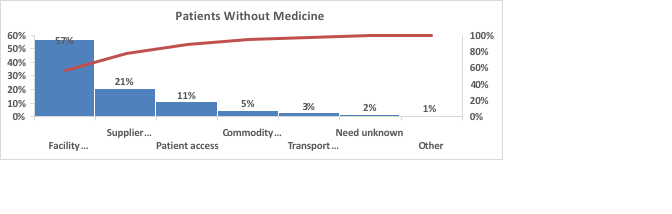 Patients Without Medicine
60%
50%
40%
30%
20%
10%
0%
57%
21%
11%
5%
3%
2%
1%
100%
80%
60%
40%
20%
0%
Supplier...
Commodity...
Need unknown
Facility...
Patient access
Transport...
Other